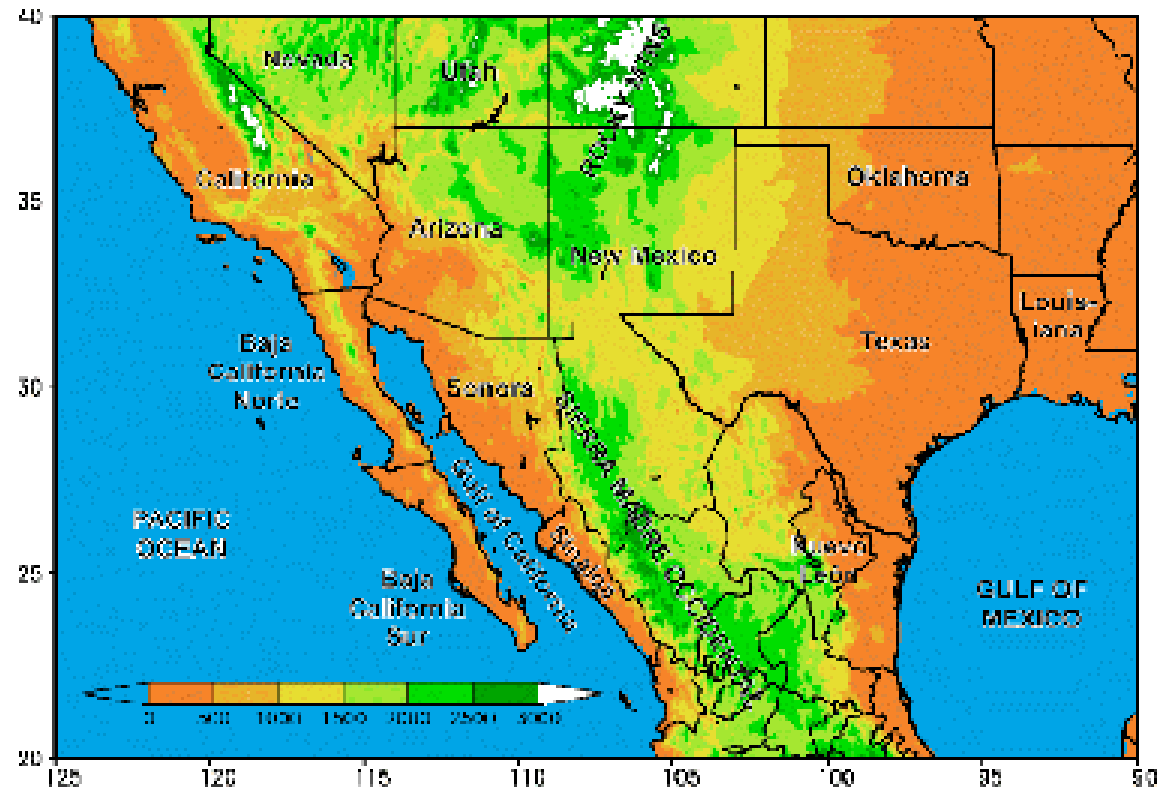 40
35
30
25
20
125
120
115
110
105
100
95
90
Nevada
Utah
ROCKY MTNS
California
Arizona
New Mexico
Oklahoma
Texas
Louis-
iana
Baja
California
Norte
Sonora
SIERRA MADRE OCCIDENTAL
Gulf of California
Sinaloa
Nuevo
León
PACIFIC
OCEAN
Baja
California
Sur
GULF OF
MEXICO
0 500 1000 1500 2000 2500 3000